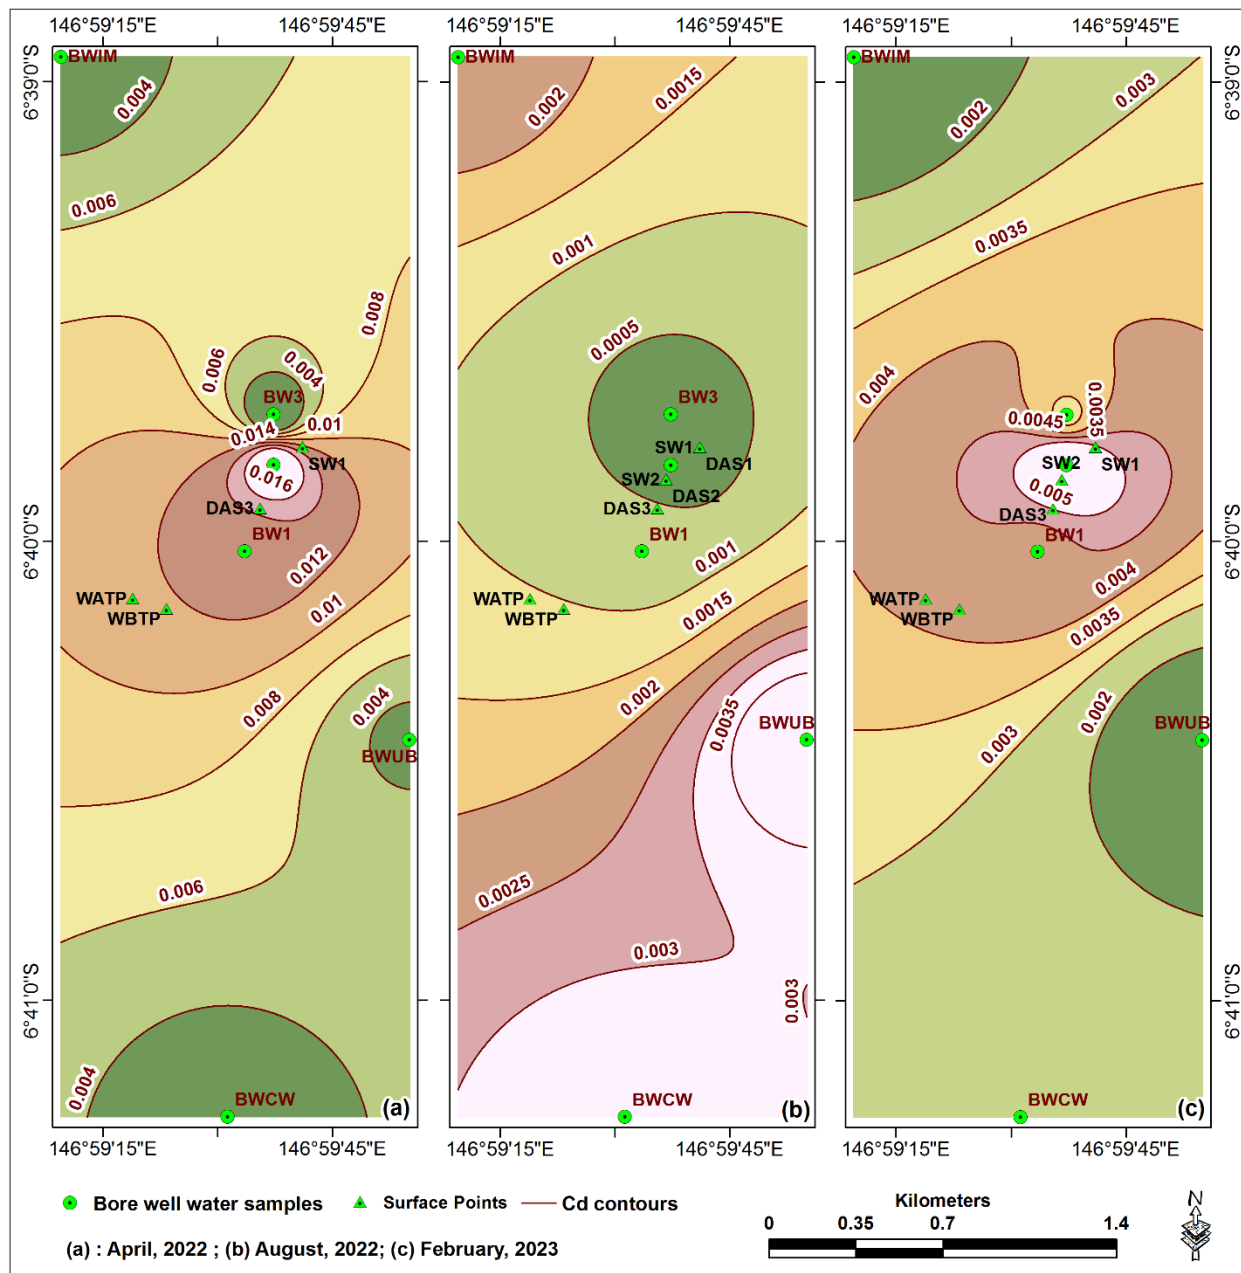 146°59'15"E 146°59'45"E 146°59'15"E 146°59'45"E 146°59'15"E 146°59'45"E
6°39'0"S
6°40'0"S
6°41'0"S
BWIM
0.004
0.006
0.008
0.006
0.004
BW3
0.014
0.01
SW1
0.016
DAS3
BW1
0.012
WATP
WBTP
0.01
0.008
0.004
BWUB
0.006
0.004
BWCW
(a)
BWIM
0.0015
0.002
0.001
0.0005
BW3
SW1
DAS1
SW2
DAS2
DAS3
0.001
WATP
WBTP
0.0015
0.002
0.0035
BWUB
0.0025
0.003
0.003
BWCW
(b)
BWIM
0.003
0.002
0.0035
0.004
0.0045
0.0035
SW2
SW1
0.005
DAS3
BW1
0.004
WATP
WBTP
0.0035
0.002
BWUB
0.003
BWCW
(c)
6°39'0"S
6°40'0"S
6°41'0"S
146°59'15"E 146°59'45"E 146°59'15"E 146°59'45"E 146°59'15"E 146°59'45"E
Bore well water samples Surface Points Cd contours
Kilometers
0 0.35 0.7 1.4
N
(a) : April, 2022 ; (b) August, 2022; (c) February, 2023